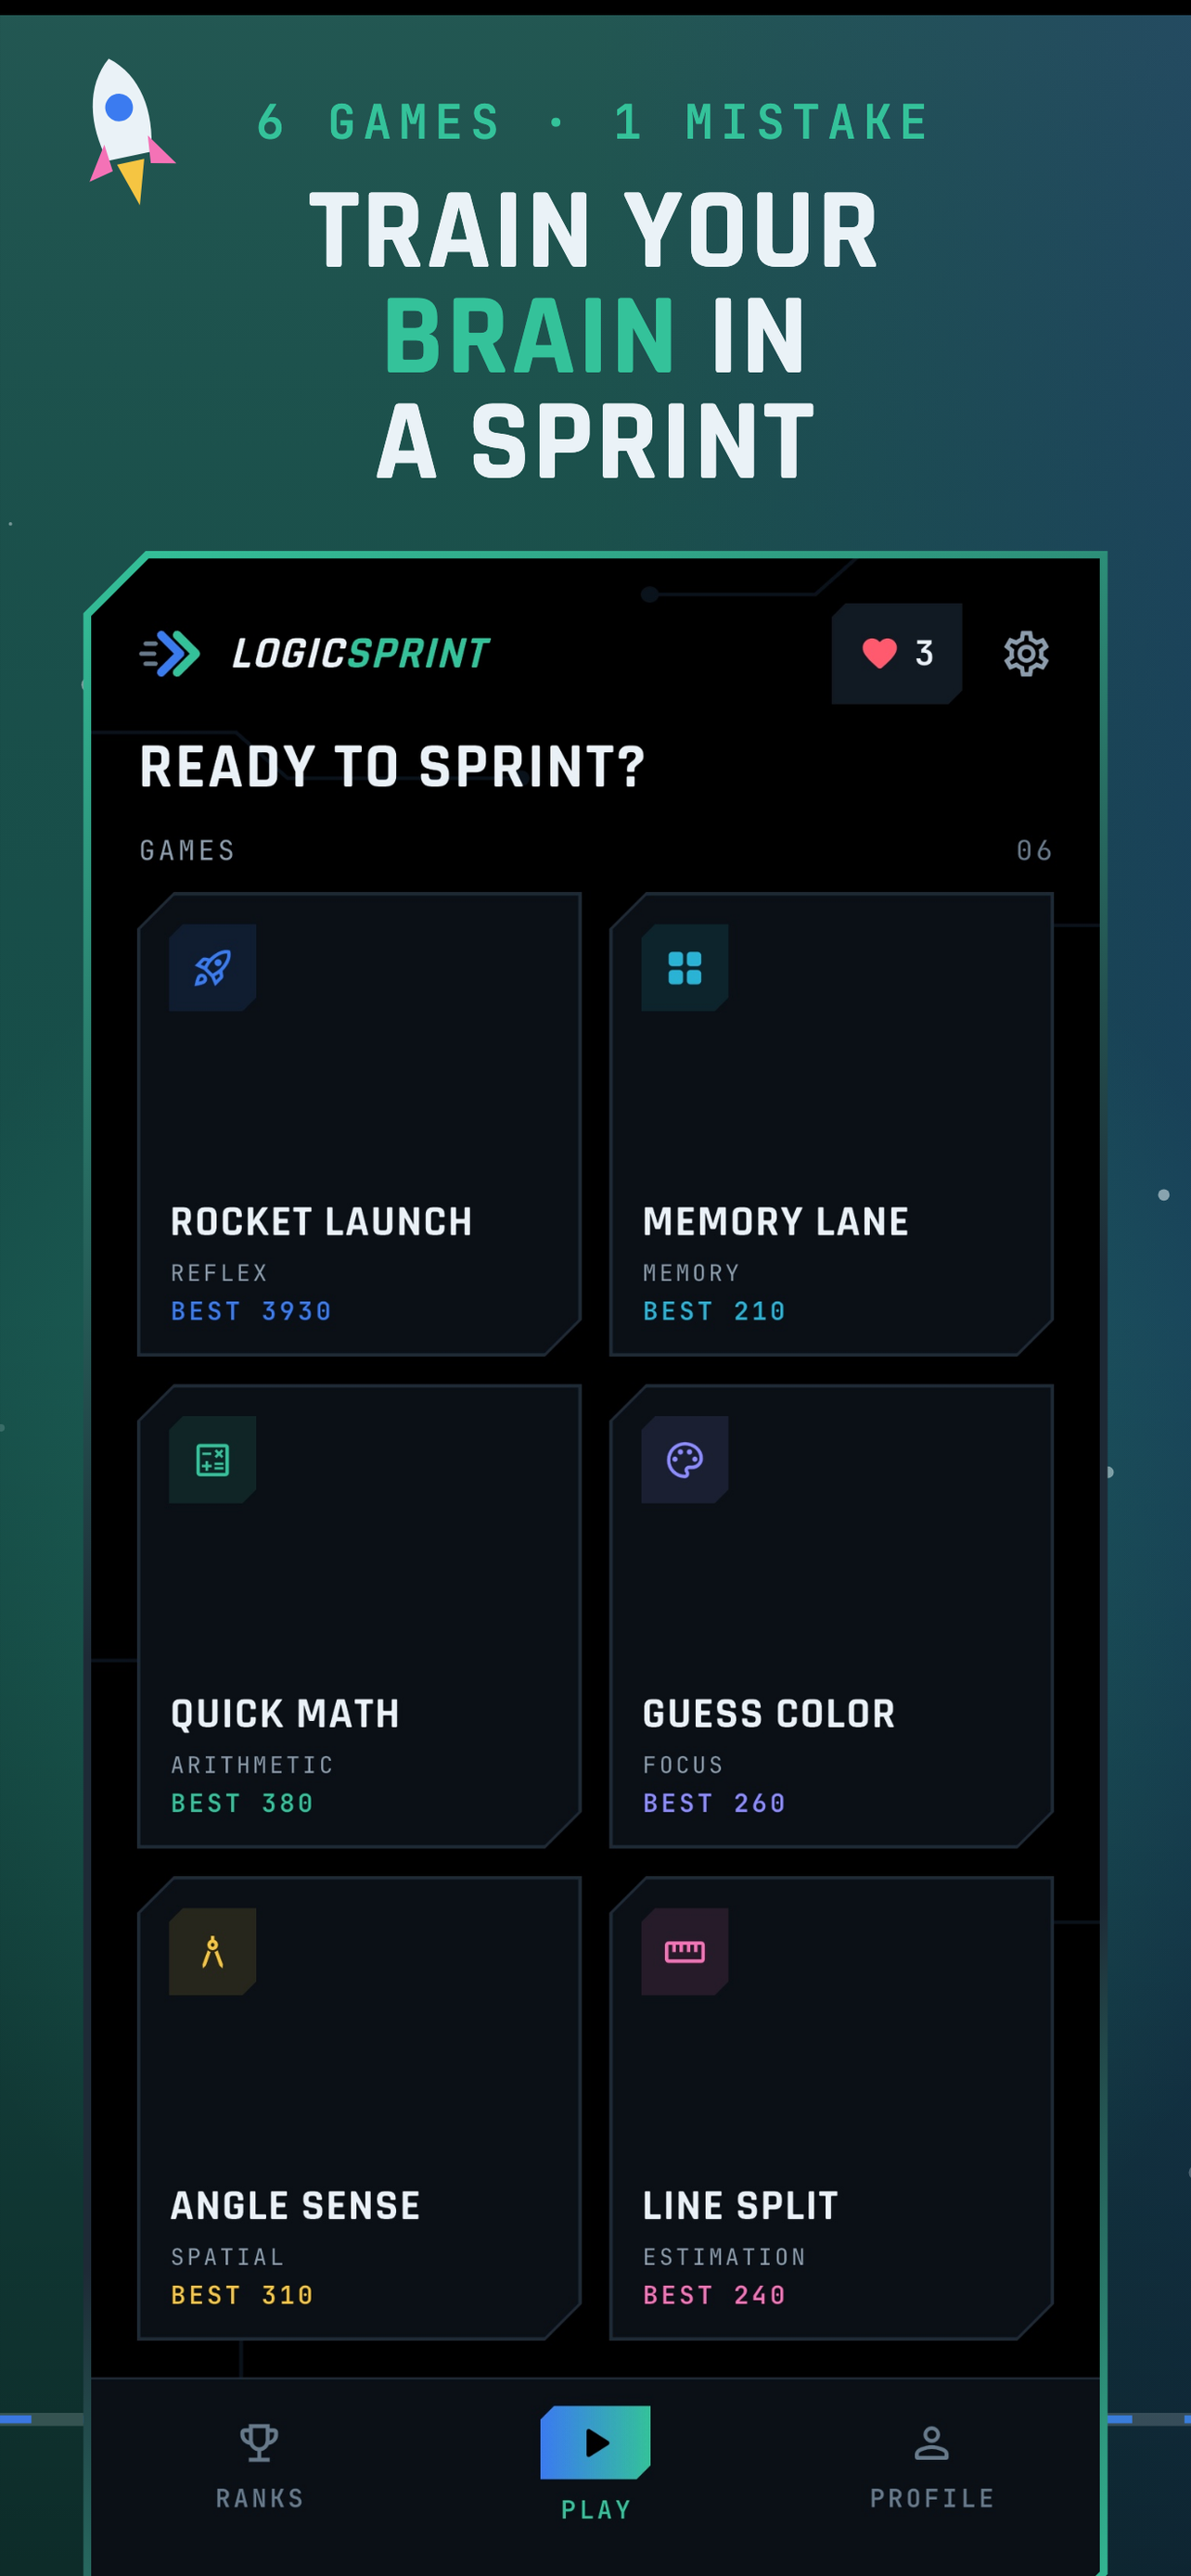 6 GAMES · 1 MISTAKE
TRAIN YOUR
BRAIN IN
A SPRINT
LOGICSPRINT
3
READY TO SPRINT?
GAMES
06
ROCKET LAUNCH
REFLEX
BEST 3930
MEMORY LANE
MEMORY
BEST 210
QUICK MATH
ARITHMETIC
BEST 380
GUESS COLOR
FOCUS
BEST 260
ANGLE SENSE
SPATIAL
BEST 310
LINE SPLIT
ESTIMATION
BEST 240
RANKS
PLAY
PROFILE